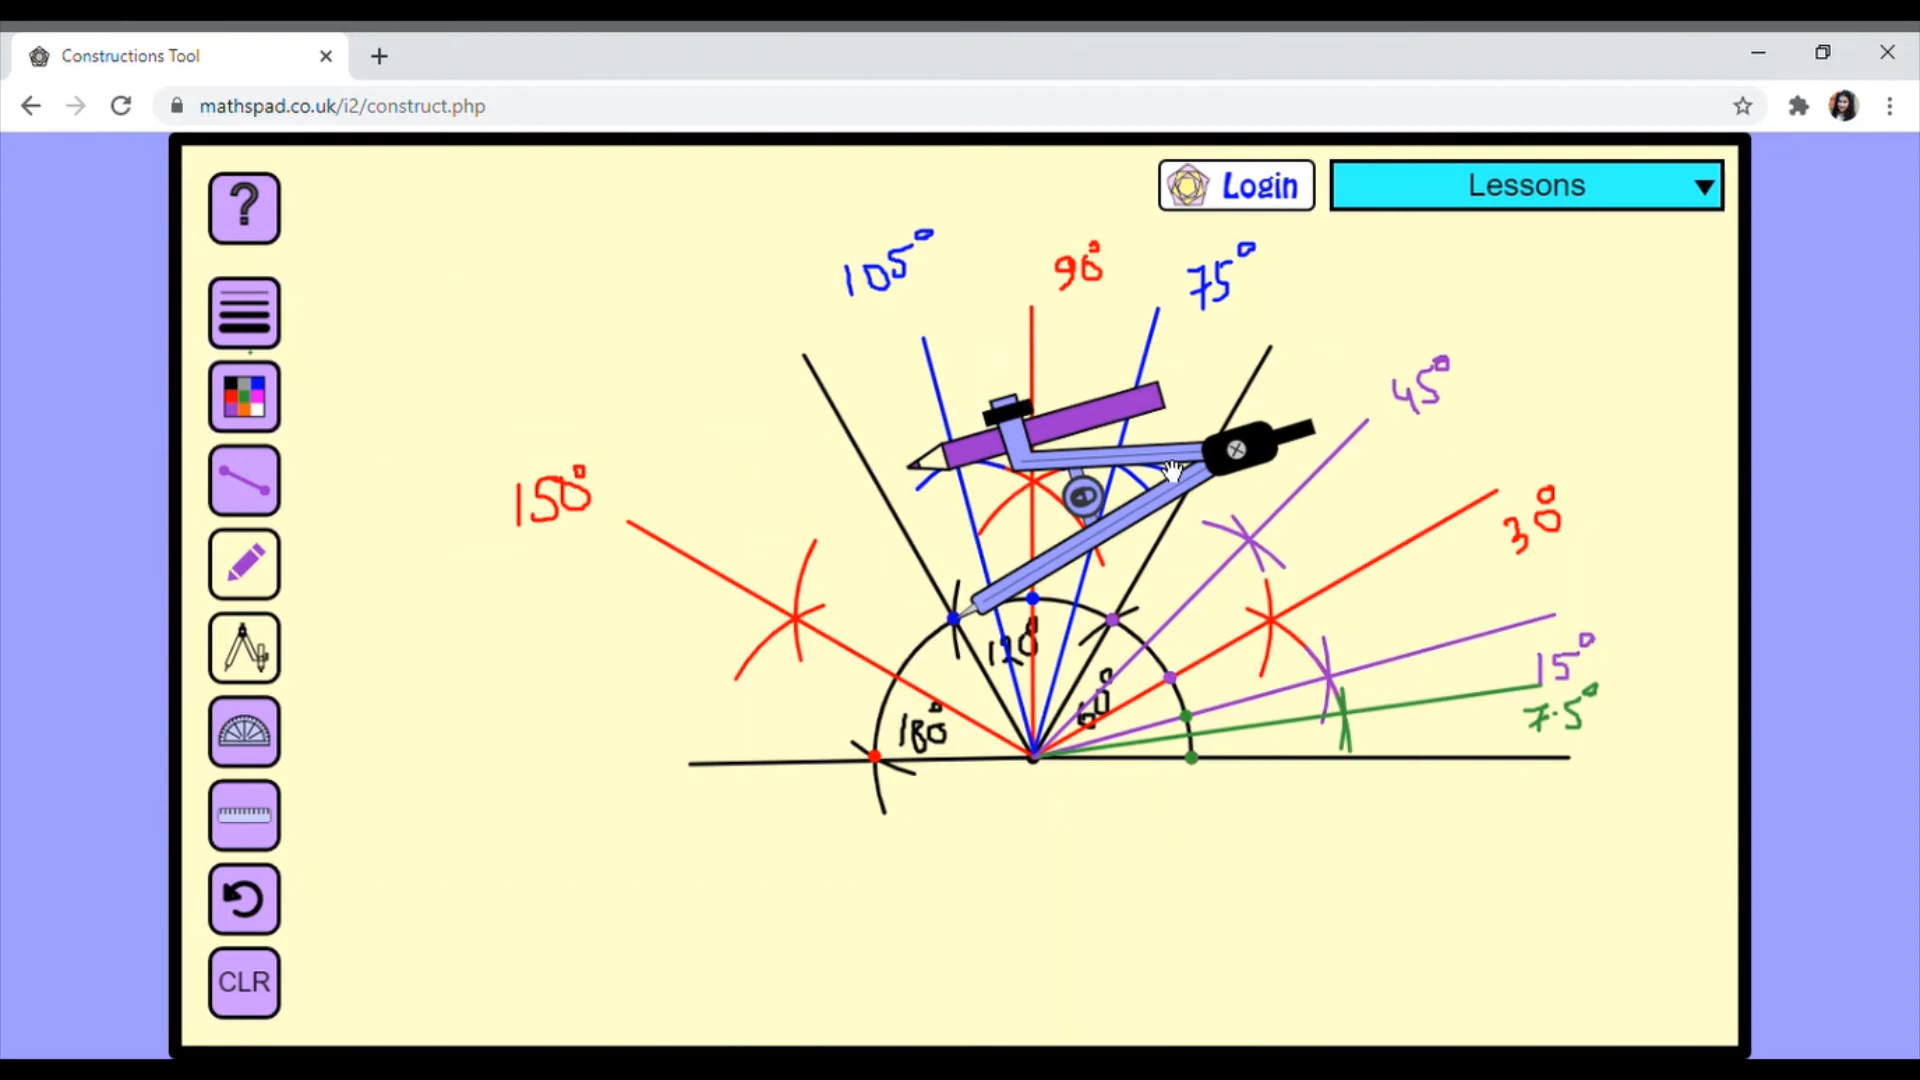 Constructions Tool
mathspad.co.uk/i2/construct.php
Login
Lessons
105°
90°
75°
45°
150°
30°
120°
15°
60°
180°
7.5°
CLR